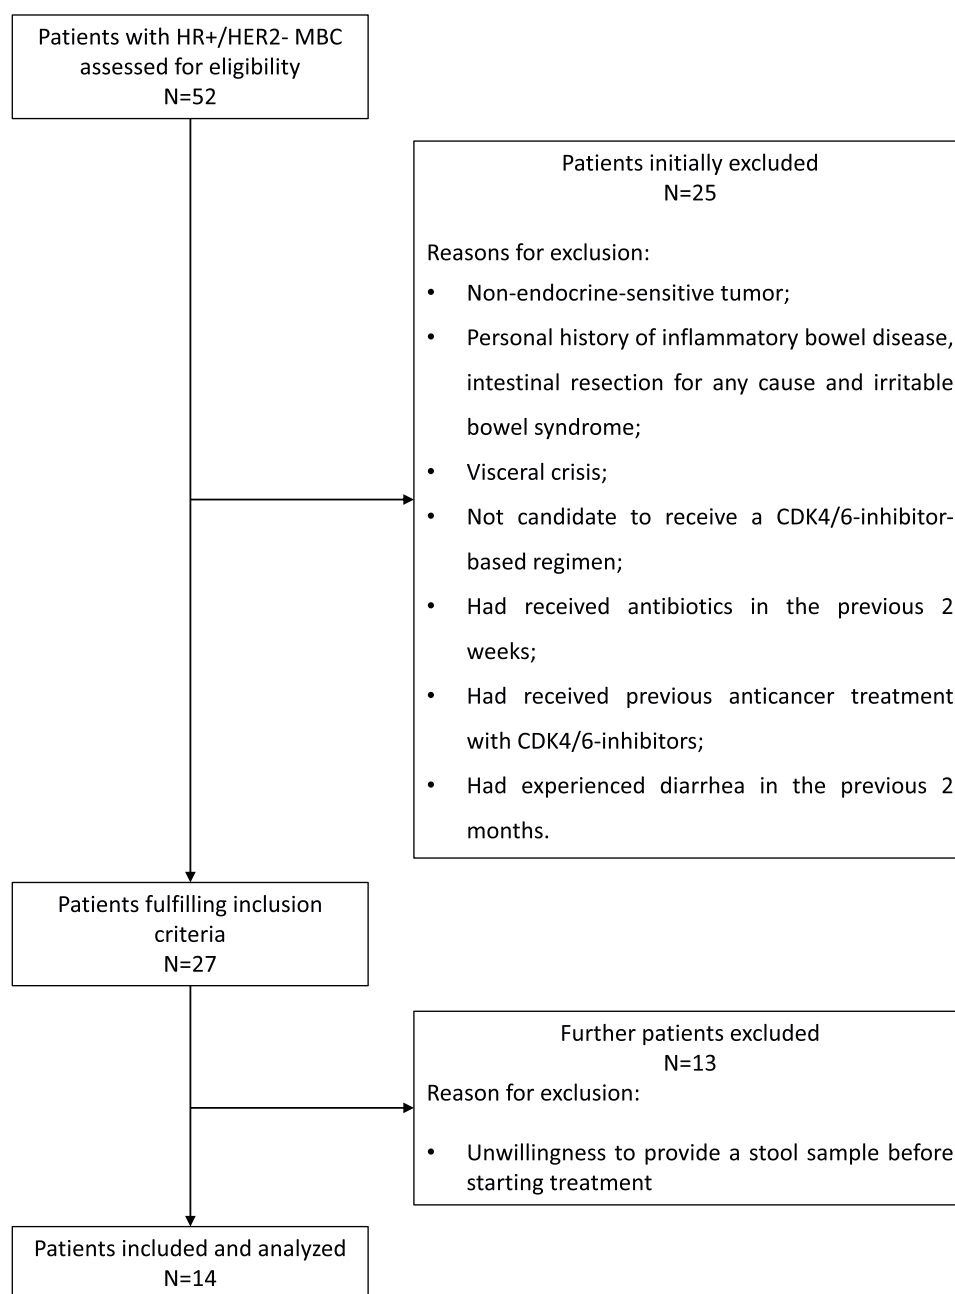 Patients with HR+/HER2- MBC
assessed for eligibility
N=52
Patients initially excluded
N=25
Reasons for exclusion:
• Non-endocrine-sensitive tumor;
• Personal history of inflammatory bowel disease,
intestinal resection for any cause and irritable
bowel syndrome;
• Visceral crisis;
• Not candidate to receive a CDK4/6-inhibitor-
based regimen;
• Had received antibiotics in the previous 2
weeks;
• Had received previous anticancer treatment
with CDK4/6-inhibitors;
• Had experienced diarrhea in the previous 2
months.
Patients fulfilling inclusion
criteria
N=27
Further patients excluded
N=13
Reason for exclusion:
• Unwillingness to provide a stool sample before
starting treatment
Patients included and analyzed
N=14